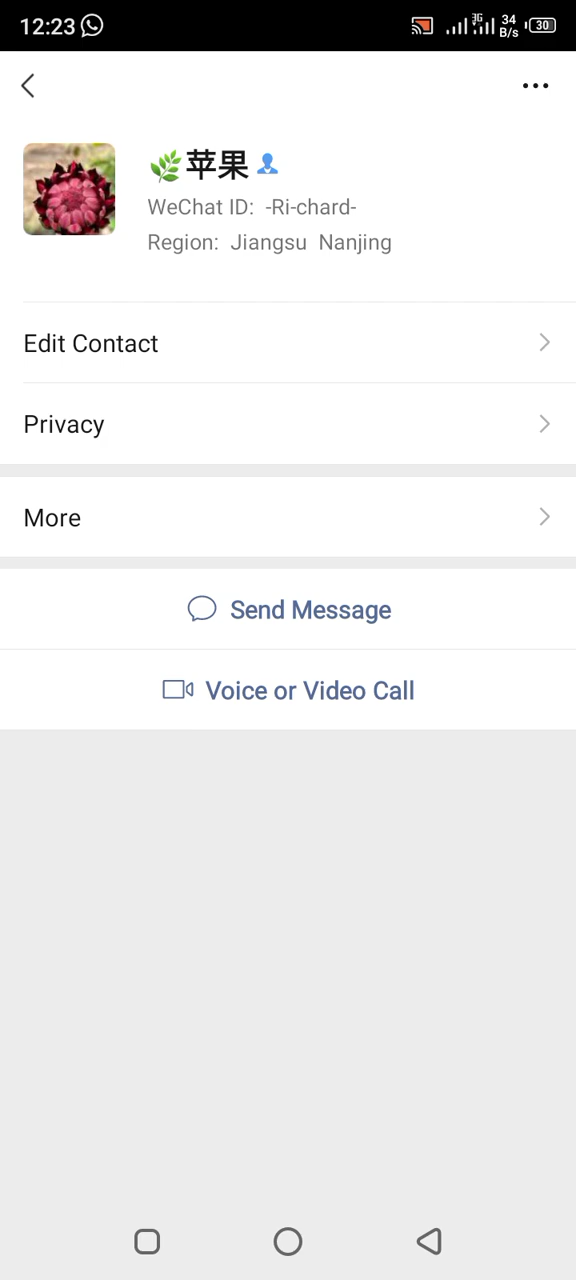 12:23
3G
34
B/s
30
苹果
WeChat ID: -Ri-chard-
Region: Jiangsu Nanjing
Edit Contact
Privacy
More
Send Message
Voice or Video Call